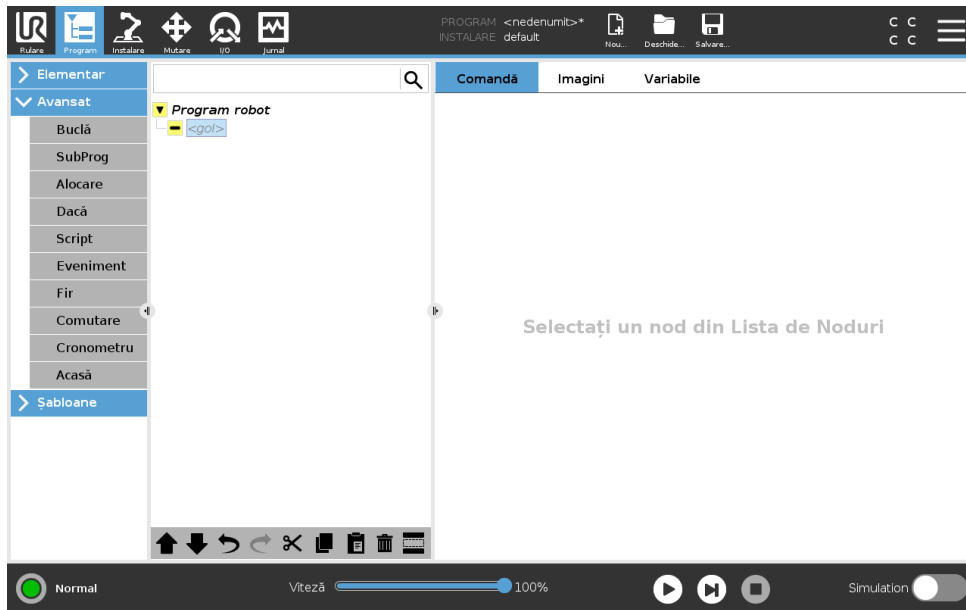 UR
Rulare
Program
Instalare
Mutare
I/O
Jurnal
PROGRAM <nedenumit>*
INSTALARE default
Nou...
Deschide...
Salvare...
C C
C C
Elementar
Avansat
Buclă
SubProg
Alocare
Dacă
Script
Eveniment
Fir
Comutare
Cronometru
Acasă
Șabloane
Program robot
<gol>
Comandă
Imagini
Variabile
Selectați un nod din Lista de Noduri
Normal
Viteză
100%
Simulation